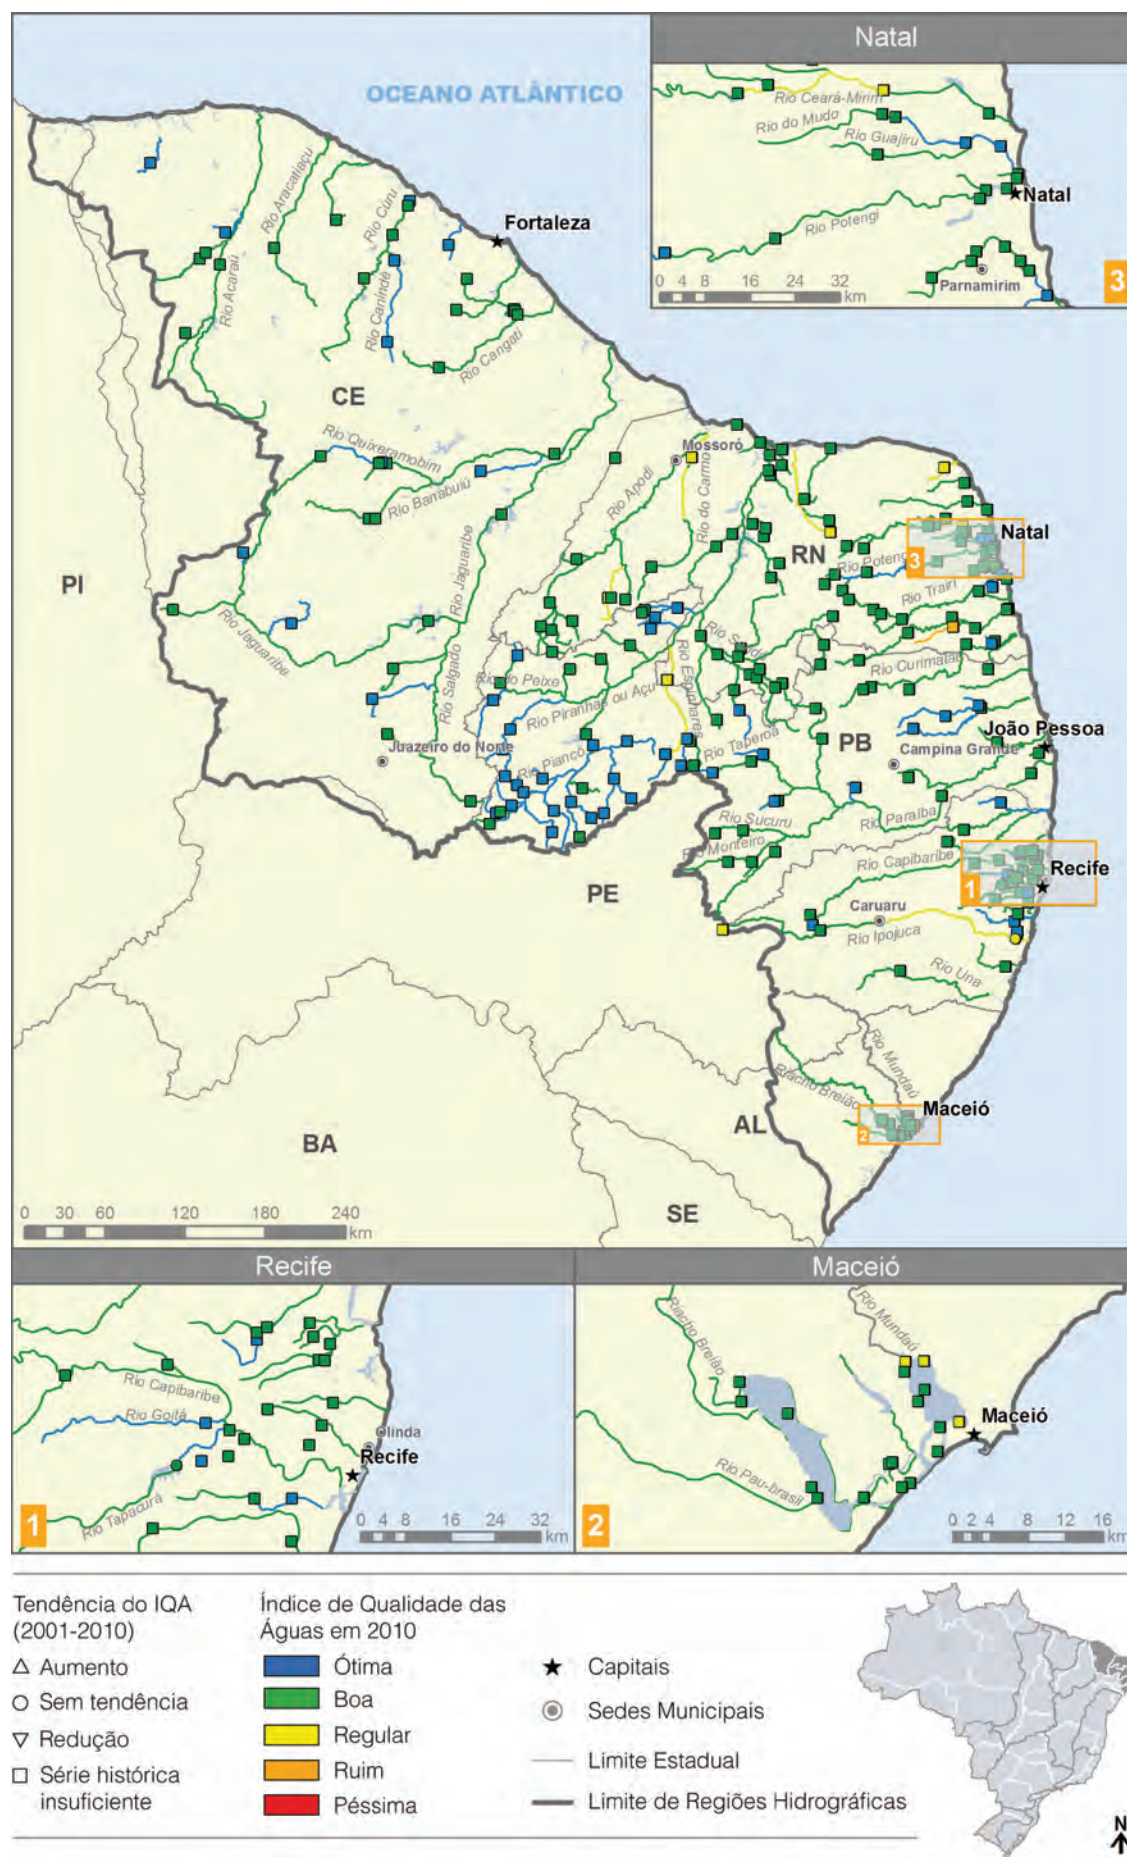 Natal
OCEANO ATLÂNTICO
Rio Ceará-Mirim
Rio do Mudo
Rio Guajiru
Natal
Rio Potengi
Parnamirim
0 4 8 16 24 32
km
3
Rio Aracatiaçu
Rio Curu
Fortaleza
Rio Acaraú
Rio Canindé
Rio Cangati
CE
Rio Quixeramobim
Rio Banabuiú
Mossoró
Rio Apodi
Rio do Carmo
Rio Jaguaribe
RN
Natal
3
Rio Potengi
Rio Trairi
PI
Rio Jaguaribe
Rio Salgado
Rio do Peixe
Rio Espinharas
Rio Curimataú
Rio Piranhas ou Açu
João Pessoa
PB
Campina Grande
Juazeiro do Norte
Rio Piancó
Rio Taperoá
Rio Sucuru
Rio Paraíba
Rio Monteiro
Rio Capibaribe
Recife
1
PE
Caruaru
Rio Ipojuca
Rio Una
Rio Mundaú
Riacho Breião
Maceió
2
AL
BA
SE
0 30 60 120 180 240
km
Recife
Maceió
Rio Capibaribe
Rio Goitá
Olinda
Recife
Rio Tapacurá
1
0 4 8 16 24 32
km
Riacho Breião
Rio Mundaú
Maceió
Rio Pau-brasil
2
0 2 4 8 12 16
km
Tendência do IQA
(2001-2010)
Aumento
Sem tendência
Redução
Série histórica
insuficiente
Índice de Qualidade das
Águas em 2010
Ótima
Boa
Regular
Ruim
Péssima
Capitais
Sedes Municipais
Limite Estadual
Limite de Regiões Hidrográficas
N